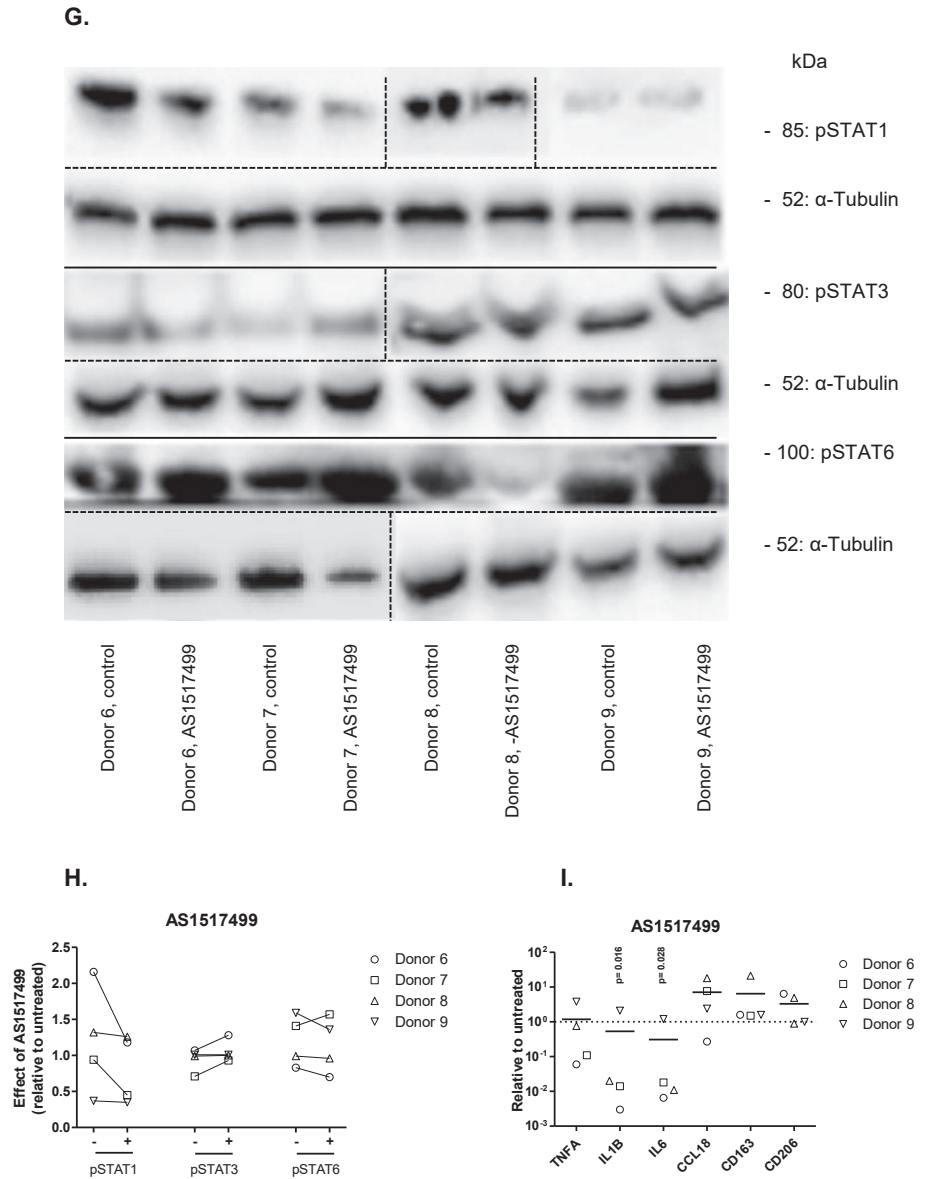 G.
kDa
- 85: pSTAT1
- 52: α-Tubulin
- 80: pSTAT3
- 52: α-Tubulin
- 100: pSTAT6
- 52: α-Tubulin
Donor 6, control
Donor 6, AS1517499
Donor 7, control
Donor 7, AS1517499
Donor 8, control
Donor 8, -AS1517499
Donor 9, control
Donor 9, AS1517499
H.
AS1517499
Effect of AS1517499
(relative to untreated)
2.5
2.0
1.5
1.0
0.5
0.0
- + - + - +
pSTAT1 pSTAT3 pSTAT6
Donor 6
Donor 7
Donor 8
Donor 9
I.
AS1517499
Relative to untreated
10²
10¹
10⁰
10⁻¹
10⁻²
10⁻³
p= 0.016
p= 0.028
TNFA
IL1B
IL6
CCL18
CD163
CD206
Donor 6
Donor 7
Donor 8
Donor 9